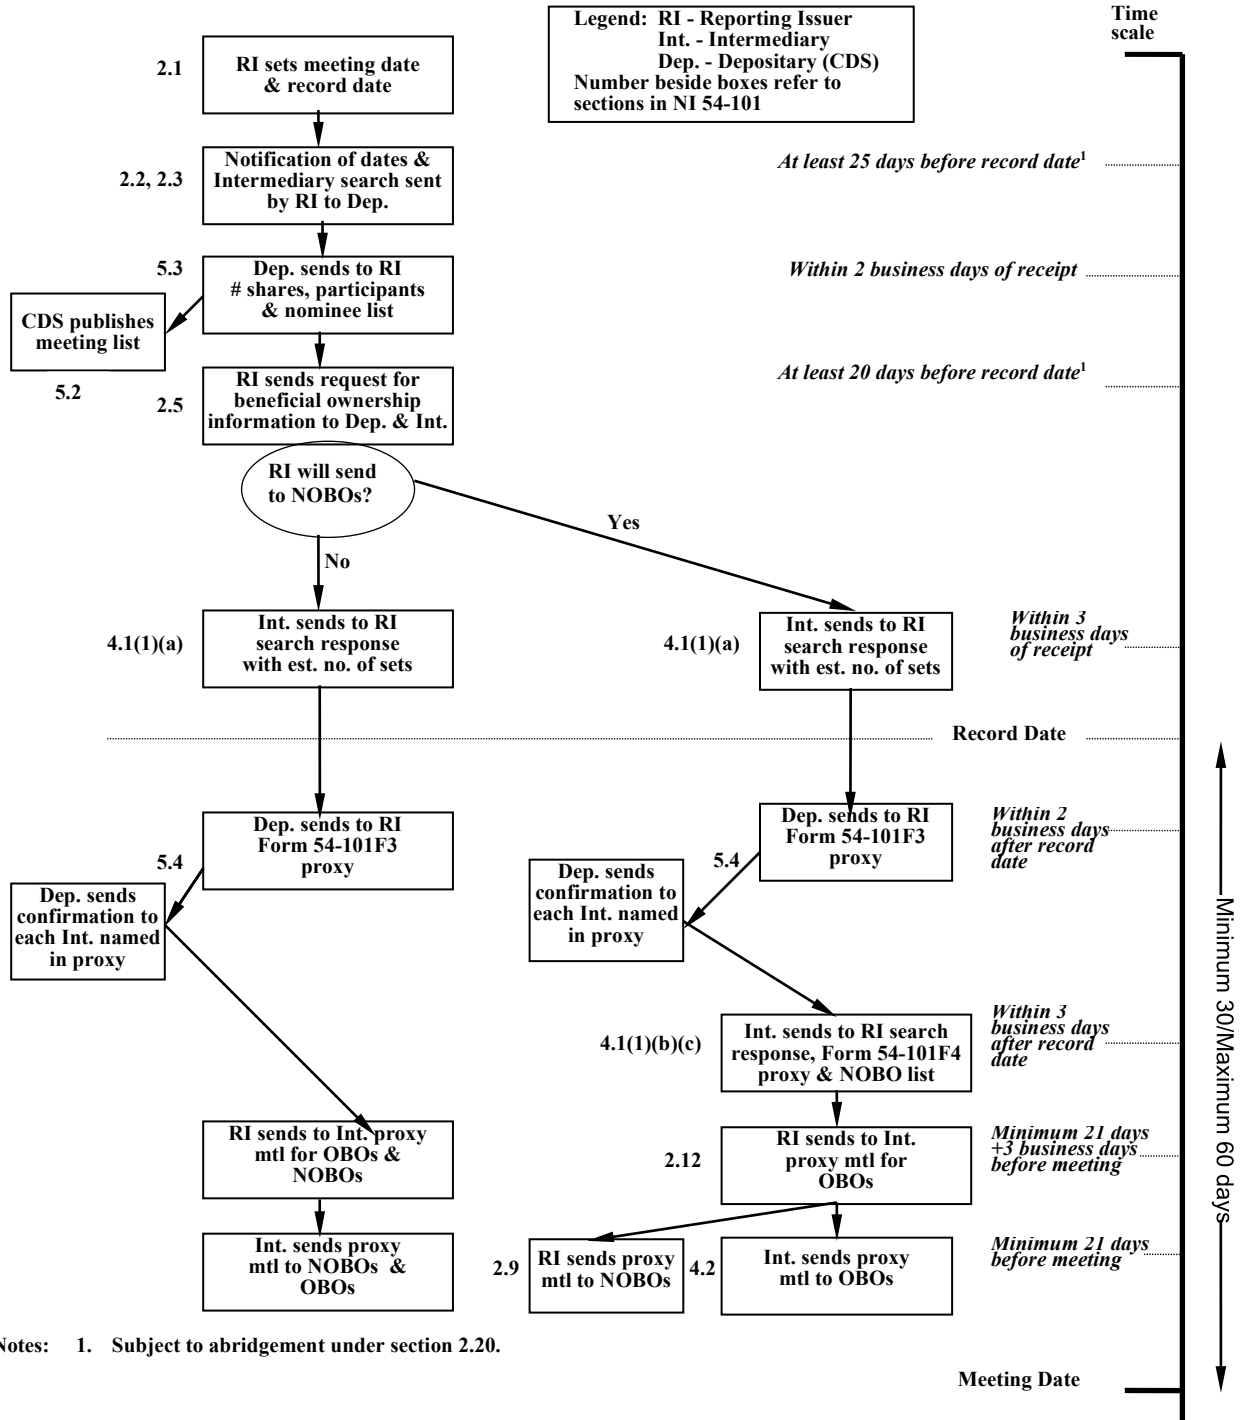 Legend: RI - Reporting Issuer
Int. - Intermediary
Dep. - Depositary (CDS)
Number beside boxes refer to
sections in NI 54-101
Time
scale
2.1
RI sets meeting date
& record date
2.2, 2.3
Notification of dates &
Intermediary search sent
by RI to Dep.
At least 25 days before record date¹
5.3
Dep. sends to RI
# shares, participants
& nominee list
Within 2 business days of receipt
CDS publishes
meeting list
5.2
2.5
RI sends request for
beneficial ownership
information to Dep. & Int.
At least 20 days before record date¹
RI will send
to NOBOs?
Yes
No
4.1(1)(a)
Int. sends to RI
search response
with est. no. of sets
4.1(1)(a)
Int. sends to RI
search response
with est. no. of sets
Within 3
business days
of receipt
Record Date
Dep. sends to RI
Form 54-101F3
proxy
5.4
Dep. sends
confirmation to
each Int. named
in proxy
Dep. sends to RI
Form 54-101F3
proxy
5.4
Dep. sends
confirmation to
each Int. named
in proxy
Within 2
business days
after record
date
4.1(1)(b)(c)
Int. sends to RI search
response, Form 54-101F4
proxy & NOBO list
Within 3
business days
after record
date
Minimum 30/Maximum 60 days
RI sends to Int. proxy
mtl for OBOs &
NOBOs
2.12
RI sends to Int.
proxy mtl for
OBOs
Minimum 21 days
+3 business days
before meeting
Int. sends proxy
mtl to NOBOs &
OBOs
2.9
RI sends proxy
mtl to NOBOs
4.2
Int. sends proxy
mtl to OBOs
Minimum 21 days
before meeting
Notes: 1. Subject to abridgement under section 2.20.
Meeting Date